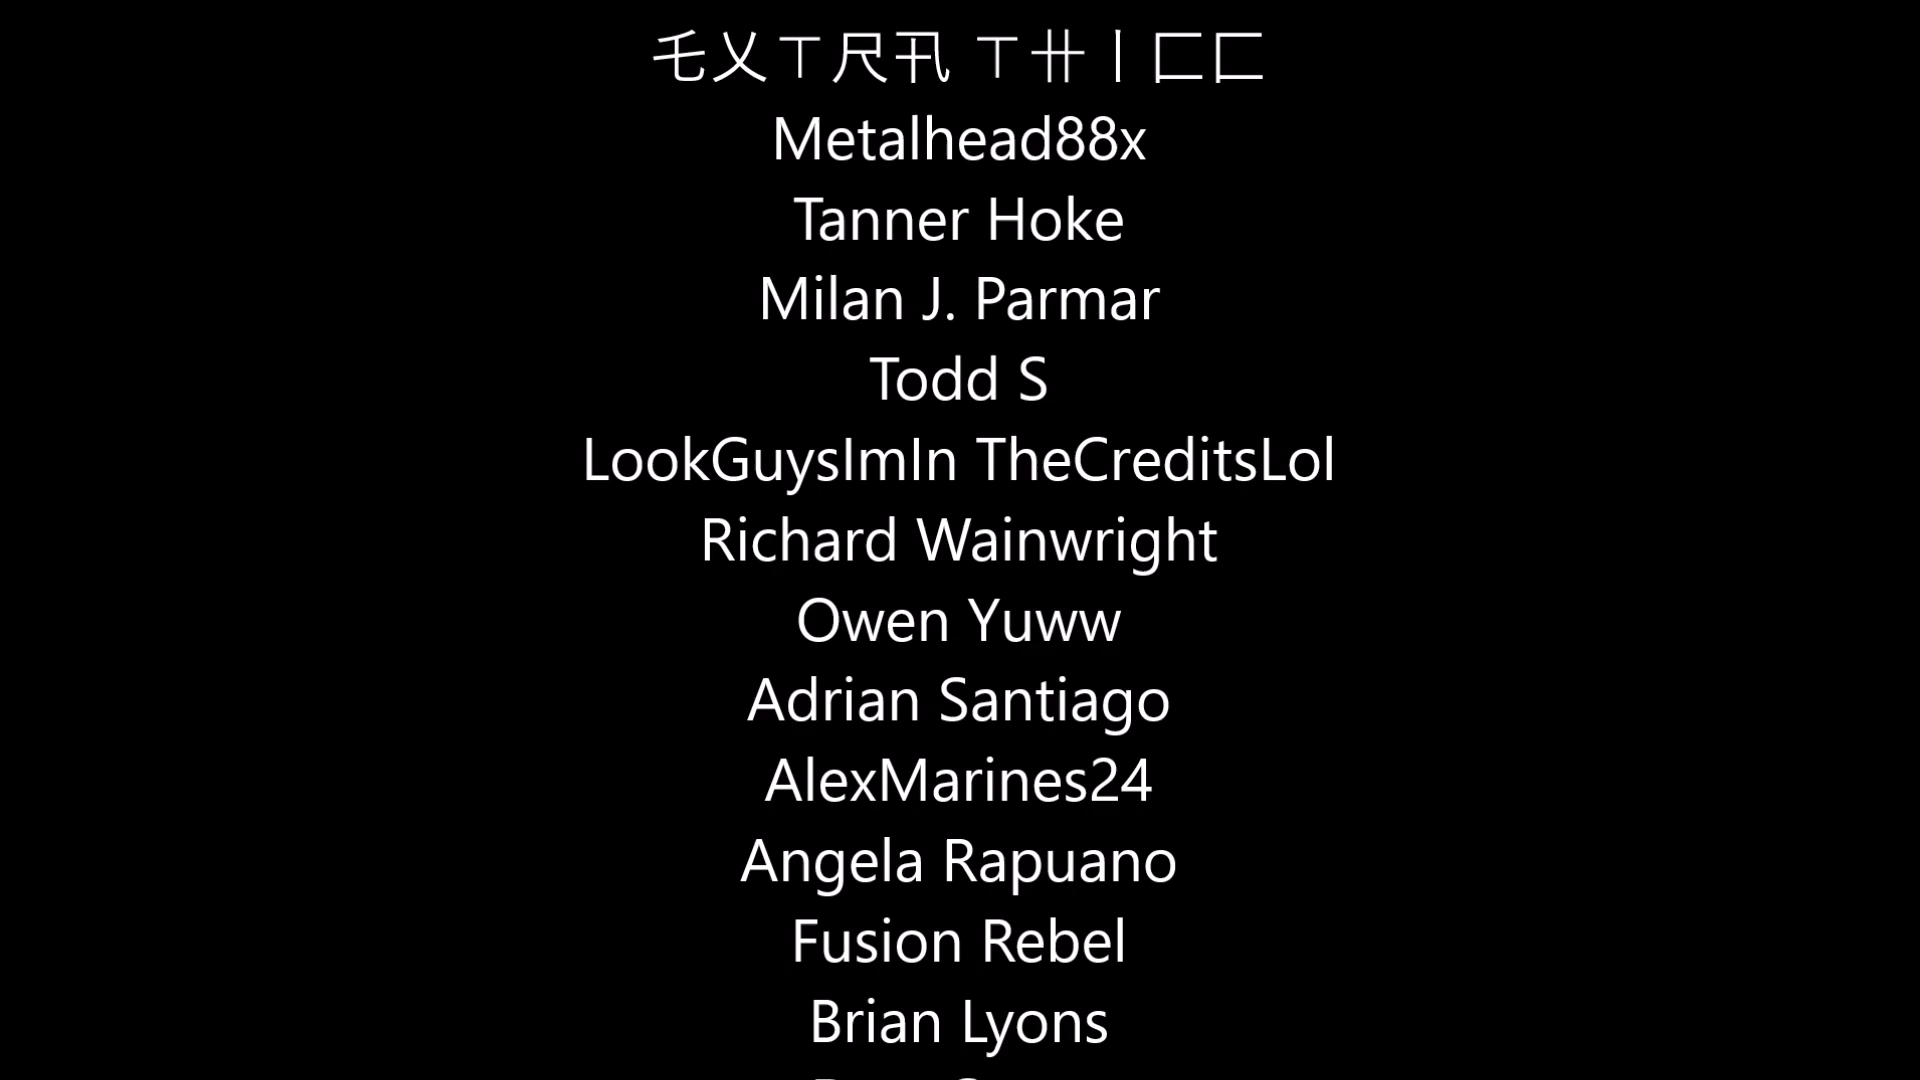 乇乂ㄒ尺卂 ㄒ卄丨匚匚
Metalhead88x
Tanner Hoke
Milan J. Parmar
Todd S
LookGuysImIn TheCreditsLol
Richard Wainwright
Owen Yuww
Adrian Santiago
AlexMarines24
Angela Rapuano
Fusion Rebel
Brian Lyons